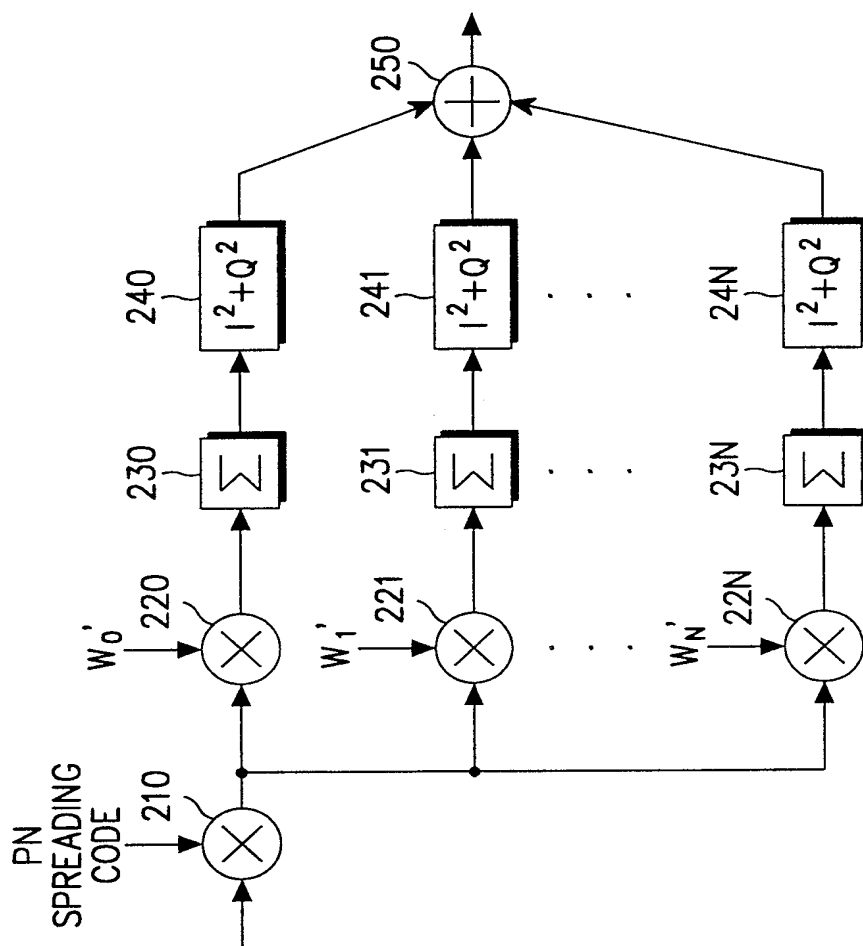 PN
SPREADING
CODE
210
W0'
220
230
240
Σ
I²+Q²
250
W1'
221
231
241
Σ
I²+Q²
. . .
. . .
. . .
WN'
22N
23N
24N
Σ
I²+Q²